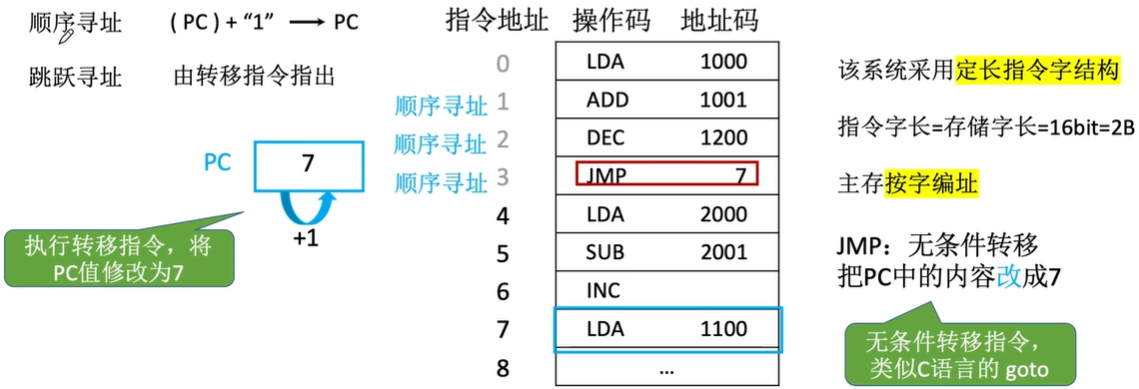 顺序寻址 ( PC ) + “1” → PC
跳跃寻址 由转移指令指出
指令地址 操作码 地址码
0 LDA 1000
顺序寻址 1 ADD 1001
顺序寻址 2 DEC 1200
顺序寻址 3 JMP 7
4 LDA 2000
5 SUB 2001
6 INC
7 LDA 1100
8 ...
PC 7
+1
执行转移指令，将
PC值修改为7
该系统采用定长指令字结构
指令字长=存储字长=16bit=2B
主存按字编址
JMP：无条件转移
把PC中的内容改成7
无条件转移指令，
类似C语言的 goto